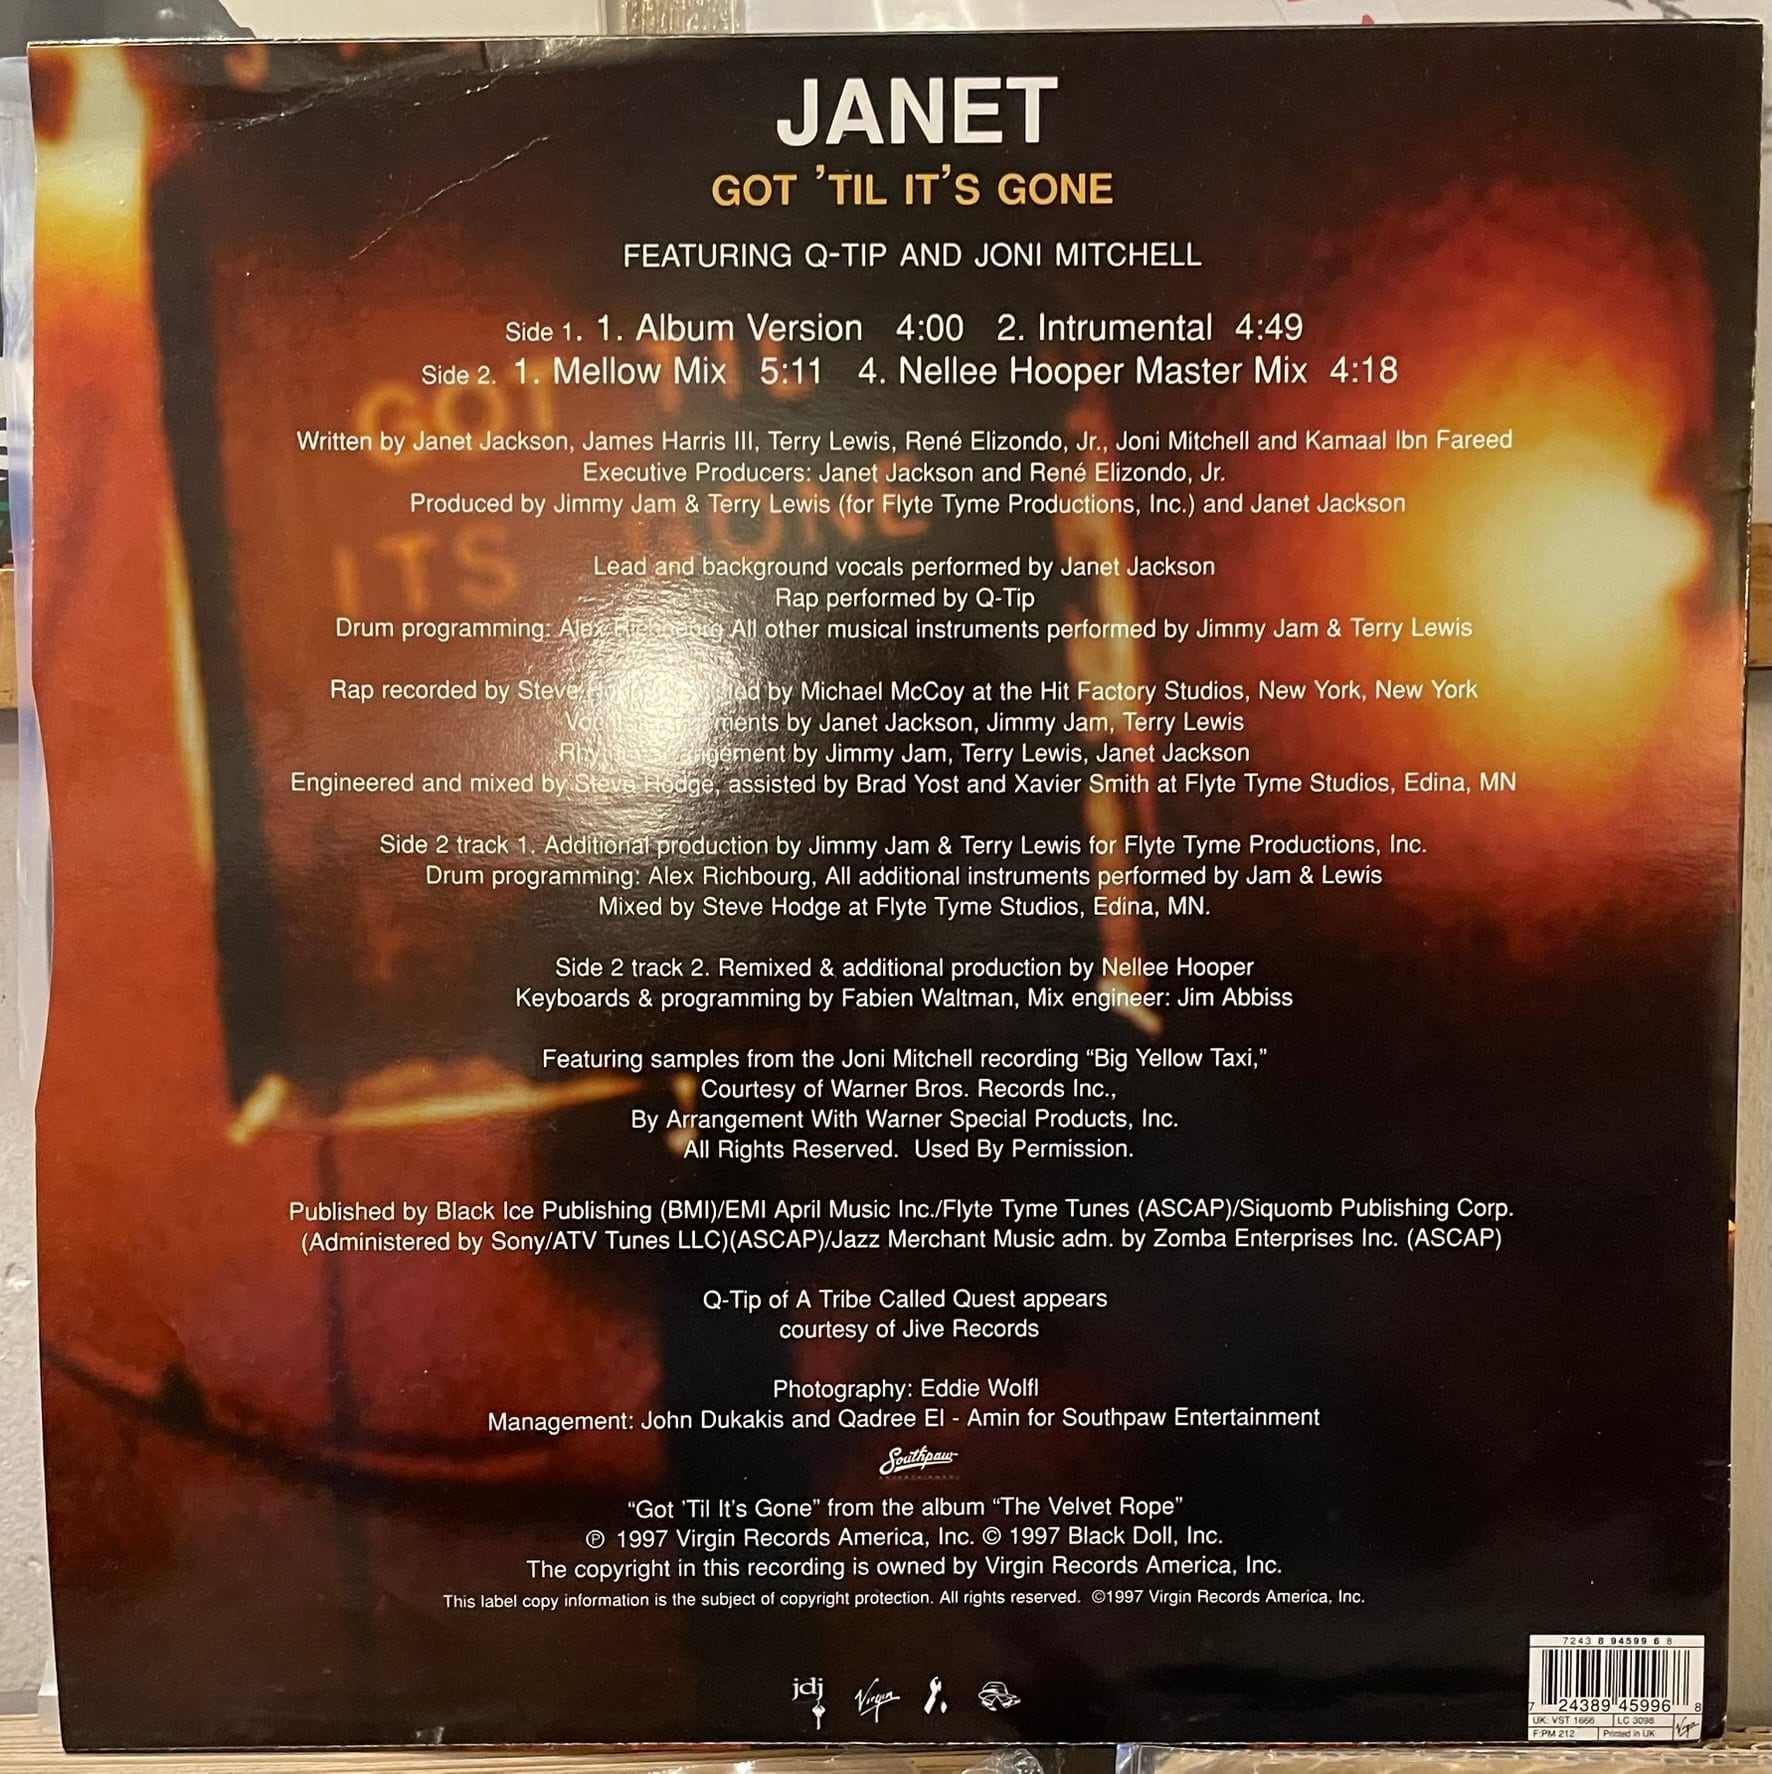 JANET
GOT 'TIL IT'S GONE
FEATURING Q-TIP AND JONI MITCHELL
Side 1. 1. Album Version 4:00 2. Intrumental 4:49
Side 2. 1. Mellow Mix 5:11 4. Nellee Hooper Master Mix 4:18
GOT 'TIL
ITS GONE
Written by Janet Jackson, James Harris III, Terry Lewis, René Elizondo, Jr., Joni Mitchell and Kamaal Ibn Fareed
Executive Producers: Janet Jackson and René Elizondo, Jr.
Produced by Jimmy Jam & Terry Lewis (for Flyte Tyme Productions, Inc.) and Janet Jackson
Lead and background vocals performed by Janet Jackson
Rap performed by Q-Tip
Drum programming: Alex Richbourg All other musical instruments performed by Jimmy Jam & Terry Lewis
Rap recorded by Steve by Michael McCoy at the Hit Factory Studios, New York, New York
by Janet Jackson, Jimmy Jam, Terry Lewis
by Jimmy Jam, Terry Lewis, Janet Jackson
Engineered and mixed by Steve Hodge, assisted by Brad Yost and Xavier Smith at Flyte Tyme Studios, Edina, MN
Side 2 track 1. Additional production by Jimmy Jam & Terry Lewis for Flyte Tyme Productions, Inc.
Drum programming: Alex Richbourg, All additional instruments performed by Jam & Lewis
Mixed by Steve Hodge at Flyte Tyme Studios, Edina, MN.
Side 2 track 2. Remixed & additional production by Nellee Hooper
Keyboards & programming by Fabien Waltman, Mix engineer: Jim Abbiss
Featuring samples from the Joni Mitchell recording “Big Yellow Taxi,”
Courtesy of Warner Bros. Records Inc.,
By Arrangement With Warner Special Products, Inc.
All Rights Reserved. Used By Permission.
Published by Black Ice Publishing (BMI)/EMI April Music Inc./Flyte Tyme Tunes (ASCAP)/Siquomb Publishing Corp.
(Administered by Sony/ATV Tunes LLC)(ASCAP)/Jazz Merchant Music adm. by Zomba Enterprises Inc. (ASCAP)
Q-Tip of A Tribe Called Quest appears
courtesy of Jive Records
Photography: Eddie Wolfl
Management: John Dukakis and Qadree El - Amin for Southpaw Entertainment
Southpaw
ENTERTAINMENT
“Got 'Til It's Gone” from the album “The Velvet Rope”
℗ 1997 Virgin Records America, Inc. © 1997 Black Doll, Inc.
The copyright in this recording is owned by Virgin Records America, Inc.
This label copy information is the subject of copyright protection. All rights reserved. ©1997 Virgin Records America, Inc.
jdj
Virgin
7243 8 94599 6 8
7 24389 45996 8
UK: VST 1666 LC 3098
F:PM 212 Printed in UK
Virgin